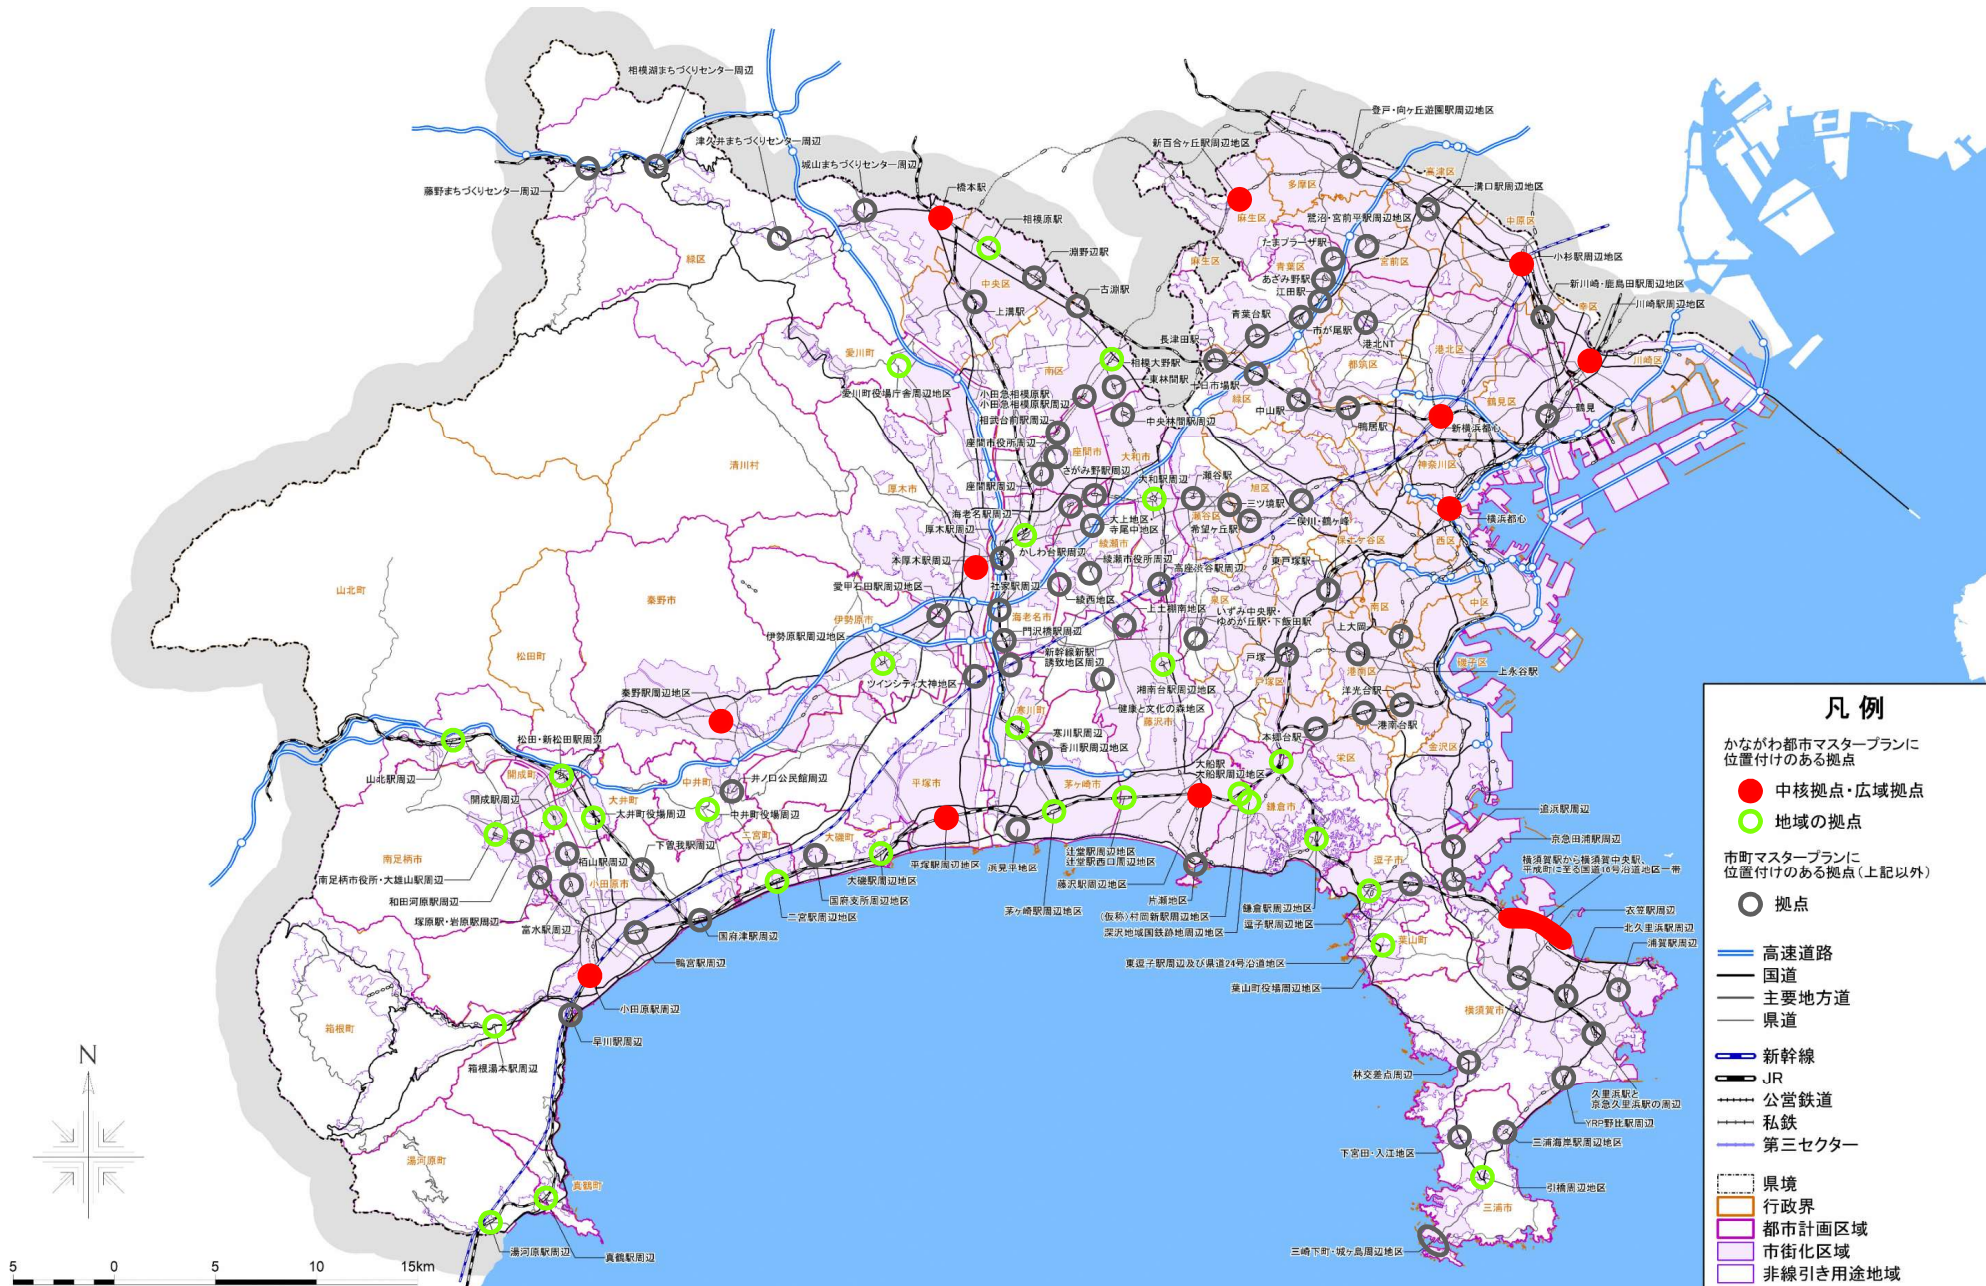 相模湖まちづくりセンター周辺
津久井まちづくりセンター周辺
城山まちづくりセンター周辺
藤野まちづくりセンター周辺
橋本駅
相模原駅
淵野辺駅
古淵駅
上溝駅
緑区
中央区
南区
愛川町
愛川町役場庁舎周辺地区
相模大野駅
東林間駅
小田急相模原駅、
小田急相模原駅周辺
相武台前駅周辺
中央林間駅周辺
座間市役所周辺
座間市
大和市
さがみ野駅周辺
座間駅周辺
大和駅周辺
登戸・向ヶ丘遊園駅周辺地区
新百合ヶ丘駅周辺地区
多摩区
高津区
溝口駅周辺地区
麻生区
鷺沼・宮前平駅周辺地区
中原区
たまプラーザ駅
宮前区
小杉駅周辺地区
麻生区
青葉区
あざみ野駅
江田駅
新川崎・鹿島田駅周辺地区
幸区
川崎駅周辺地区
青葉台駅
市が尾駅
港北NT
長津田駅
都筑区
港北区
川崎区
十日市場駅
緑区
中山駅
鴨居駅
鶴見区
鶴見
新横浜都心
神奈川区
瀬谷駅
旭区
三ツ境駅
瀬谷区
希望ヶ丘駅
二俣川・鶴ヶ峰
横浜都心
西区
保土ヶ谷区
東戸塚駅
中区
南区
清川村
厚木市
海老名駅周辺
厚木駅周辺
大上地区・
寺尾中地区
綾瀬市
かしわ台駅周辺
本厚木駅周辺
綾瀬市役所周辺
高座渋谷駅周辺
愛甲石田駅周辺地区
社家駅周辺
綾西地区
泉区
いずみ中央駅・
ゆめが丘駅・下飯田駅
上土棚南地区
伊勢原市
海老名市
伊勢原駅周辺地区
門沢橋駅周辺
新幹線新駅
誘致地区周辺
上大岡
戸塚
港南区
磯子区
上永谷駅
戸塚区
洋光台駅
港南台駅
金沢区
本郷台駅
栄区
山北町
秦野市
松田町
秦野駅周辺地区
ツインシティ大神地区
湘南台駅周辺地区
健康と文化の森地区
藤沢市
寒川町
寒川駅周辺
香川駅周辺地区
茅ヶ崎市
松田・新松田駅周辺
山北駅周辺
開成町
開成駅周辺
大井町
大井町役場周辺
中井町
井ノ口公民館周辺
中井町役場周辺
平塚市
二宮町
大磯町
大船駅
大船駅周辺地区
鎌倉市
南足柄市
栢山駅周辺
下曽我駅周辺
南足柄市役所・大雄山駅周辺
和田河原駅周辺
小田原市
塚原駅・岩原駅周辺
富水駅周辺
国府津駅周辺
鴨宮駅周辺
小田原駅周辺
早川駅周辺
二宮駅周辺地区
国府支所周辺地区
大磯駅周辺地区
平塚駅周辺地区
浜見平地区
茅ヶ崎駅周辺地区
辻堂駅周辺地区
辻堂駅西口周辺地区
藤沢駅周辺地区
片瀬地区
(仮称)村岡新駅周辺地区
深沢地域国鉄跡地周辺地区
鎌倉駅周辺地区
逗子駅周辺地区
東逗子駅周辺及び県道24号沿道地区
葉山町役場周辺地区
逗子市
葉山町
追浜駅周辺
京急田浦駅周辺
横須賀駅から横須賀中央駅、
平成町に至る国道16号沿道地区一帯
衣笠駅周辺
北久里浜駅周辺
浦賀駅周辺
横須賀市
林交差点周辺
久里浜駅と
京急久里浜駅の周辺
YRP野比駅周辺
三浦海岸駅周辺地区
下宮田・入江地区
引橋周辺地区
三浦市
三崎下町・城ヶ島周辺地区
箱根町
箱根湯本駅周辺
湯河原町
真鶴町
湯河原駅周辺
真鶴駅周辺
N
5 0 5 10 15km
凡例
かながわ都市マスタープランに
位置付けのある拠点
中核拠点・広域拠点
地域の拠点
市町マスタープランに
位置付けのある拠点(上記以外)
拠点
高速道路
国道
主要地方道
県道
新幹線
JR
公営鉄道
私鉄
第三セクター
県境
行政界
都市計画区域
市街化区域
非線引き用途地域